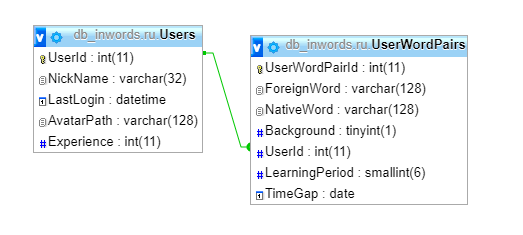 db_inwords.ru.Users
UserId : int(11)
NickName : varchar(32)
LastLogin : datetime
AvatarPath : varchar(128)
Experience : int(11)
db_inwords.ru.UserWordPairs
UserWordPairId : int(11)
ForeignWord : varchar(128)
NativeWord : varchar(128)
Background : tinyint(1)
UserId : int(11)
LearningPeriod : smallint(6)
TimeGap : date